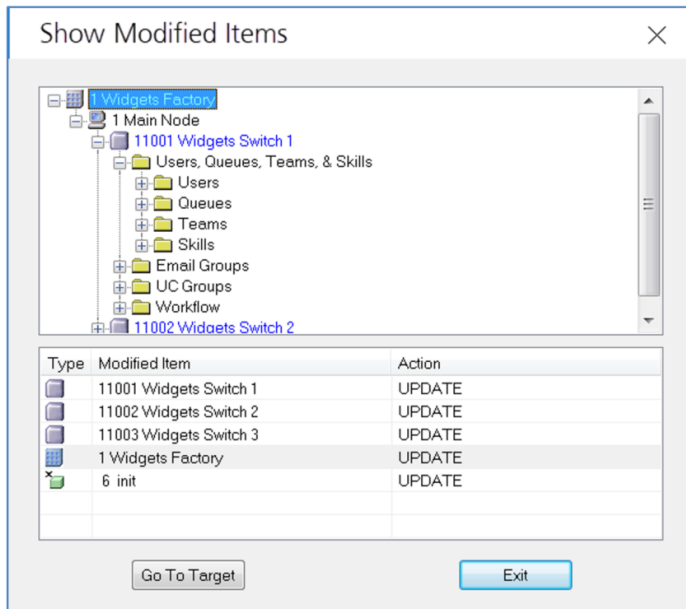 Show Modified Items
1 Widgets Factory
1 Main Node
11001 Widgets Switch 1
Users, Queues, Teams, & Skills
Users
Queues
Teams
Skills
Email Groups
UC Groups
Workflow
11002 Widgets Switch 2
Type Modified Item Action
11001 Widgets Switch 1 UPDATE
11002 Widgets Switch 2 UPDATE
11003 Widgets Switch 3 UPDATE
1 Widgets Factory UPDATE
6 init UPDATE
Go To Target Exit